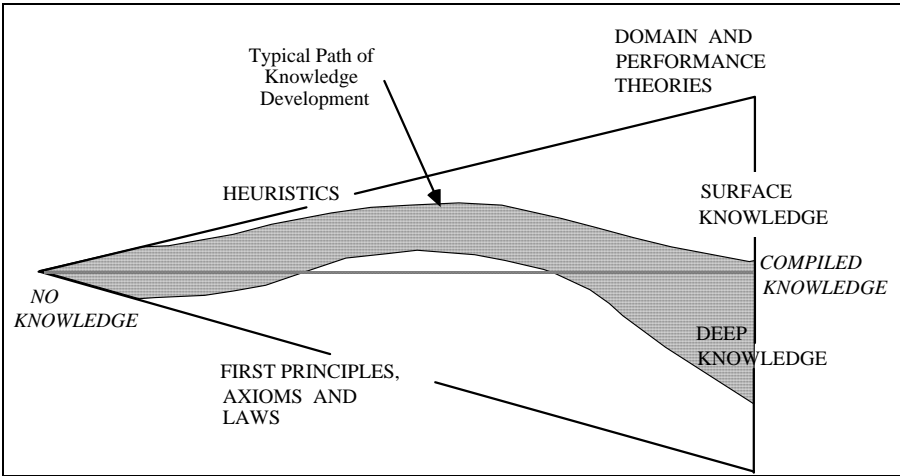 Typical Path of
Knowledge
Development
DOMAIN AND
PERFORMANCE
THEORIES
HEURISTICS
SURFACE
KNOWLEDGE
COMPILED
KNOWLEDGE
NO
KNOWLEDGE
DEEP
KNOWLEDGE
FIRST PRINCIPLES,
AXIOMS AND
LAWS